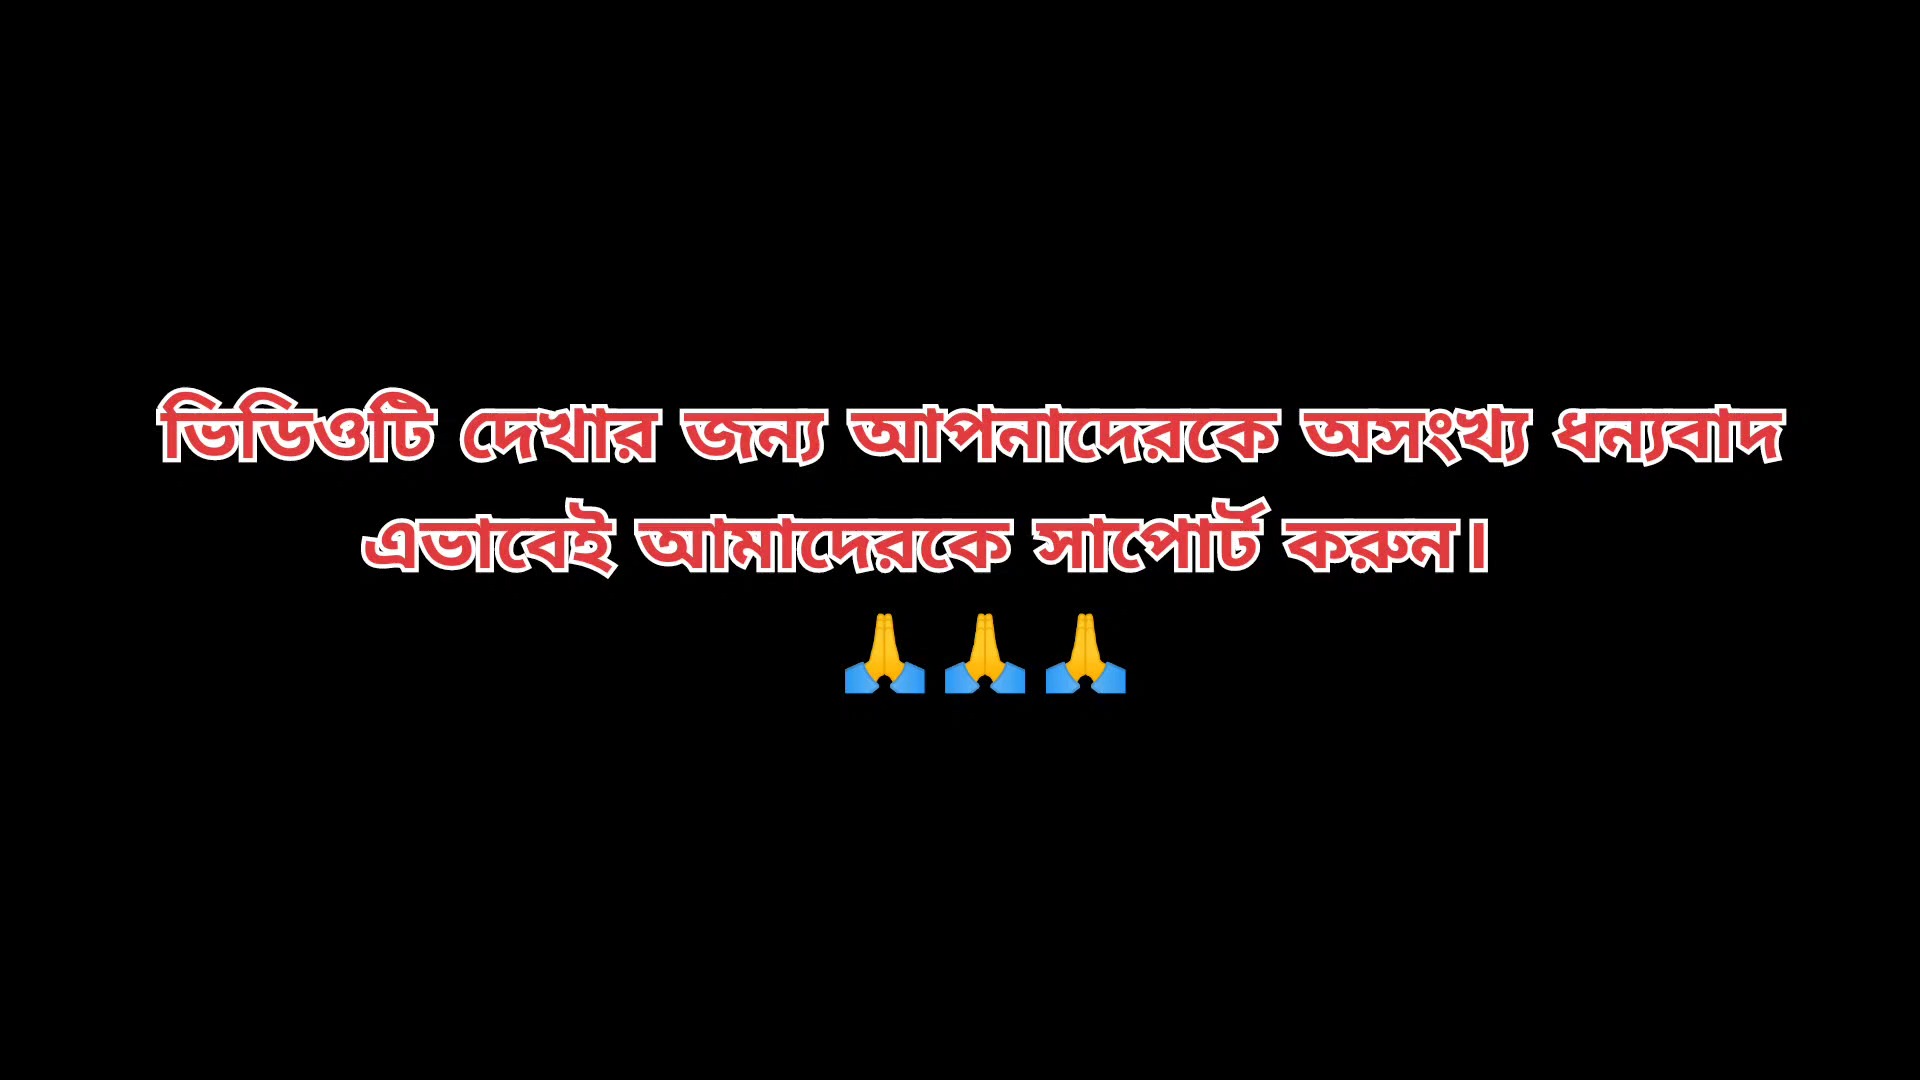 ভিডিওটি দেখার জন্য আপনাদেরকে অসংখ্য ধন্যবাদ
এভাবেই আমাদেরকে সাপোর্ট করুন।
🙏🙏🙏